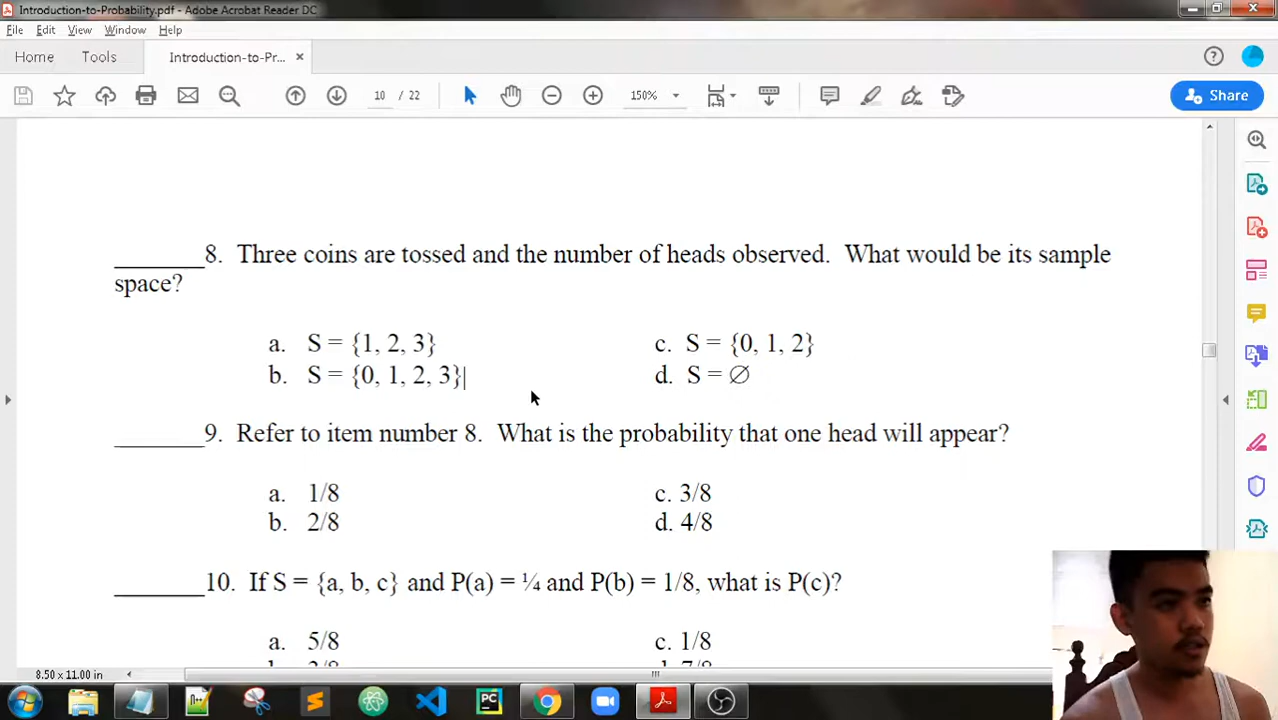 Introduction-to-Probability.pdf - Adobe Acrobat Reader DC
File Edit View Window Help
Home Tools Introduction-to-Pr... ×
10 / 22 150% Share
_______8. Three coins are tossed and the number of heads observed. What would be its sample
space?
a. S = {1, 2, 3} c. S = {0, 1, 2}
b. S = {0, 1, 2, 3} d. S = ∅
_______9. Refer to item number 8. What is the probability that one head will appear?
a. 1/8 c. 3/8
b. 2/8 d. 4/8
_______10. If S = {a, b, c} and P(a) = ¼ and P(b) = 1/8, what is P(c)?
a. 5/8 c. 1/8
8.50 x 11.00 in
PC